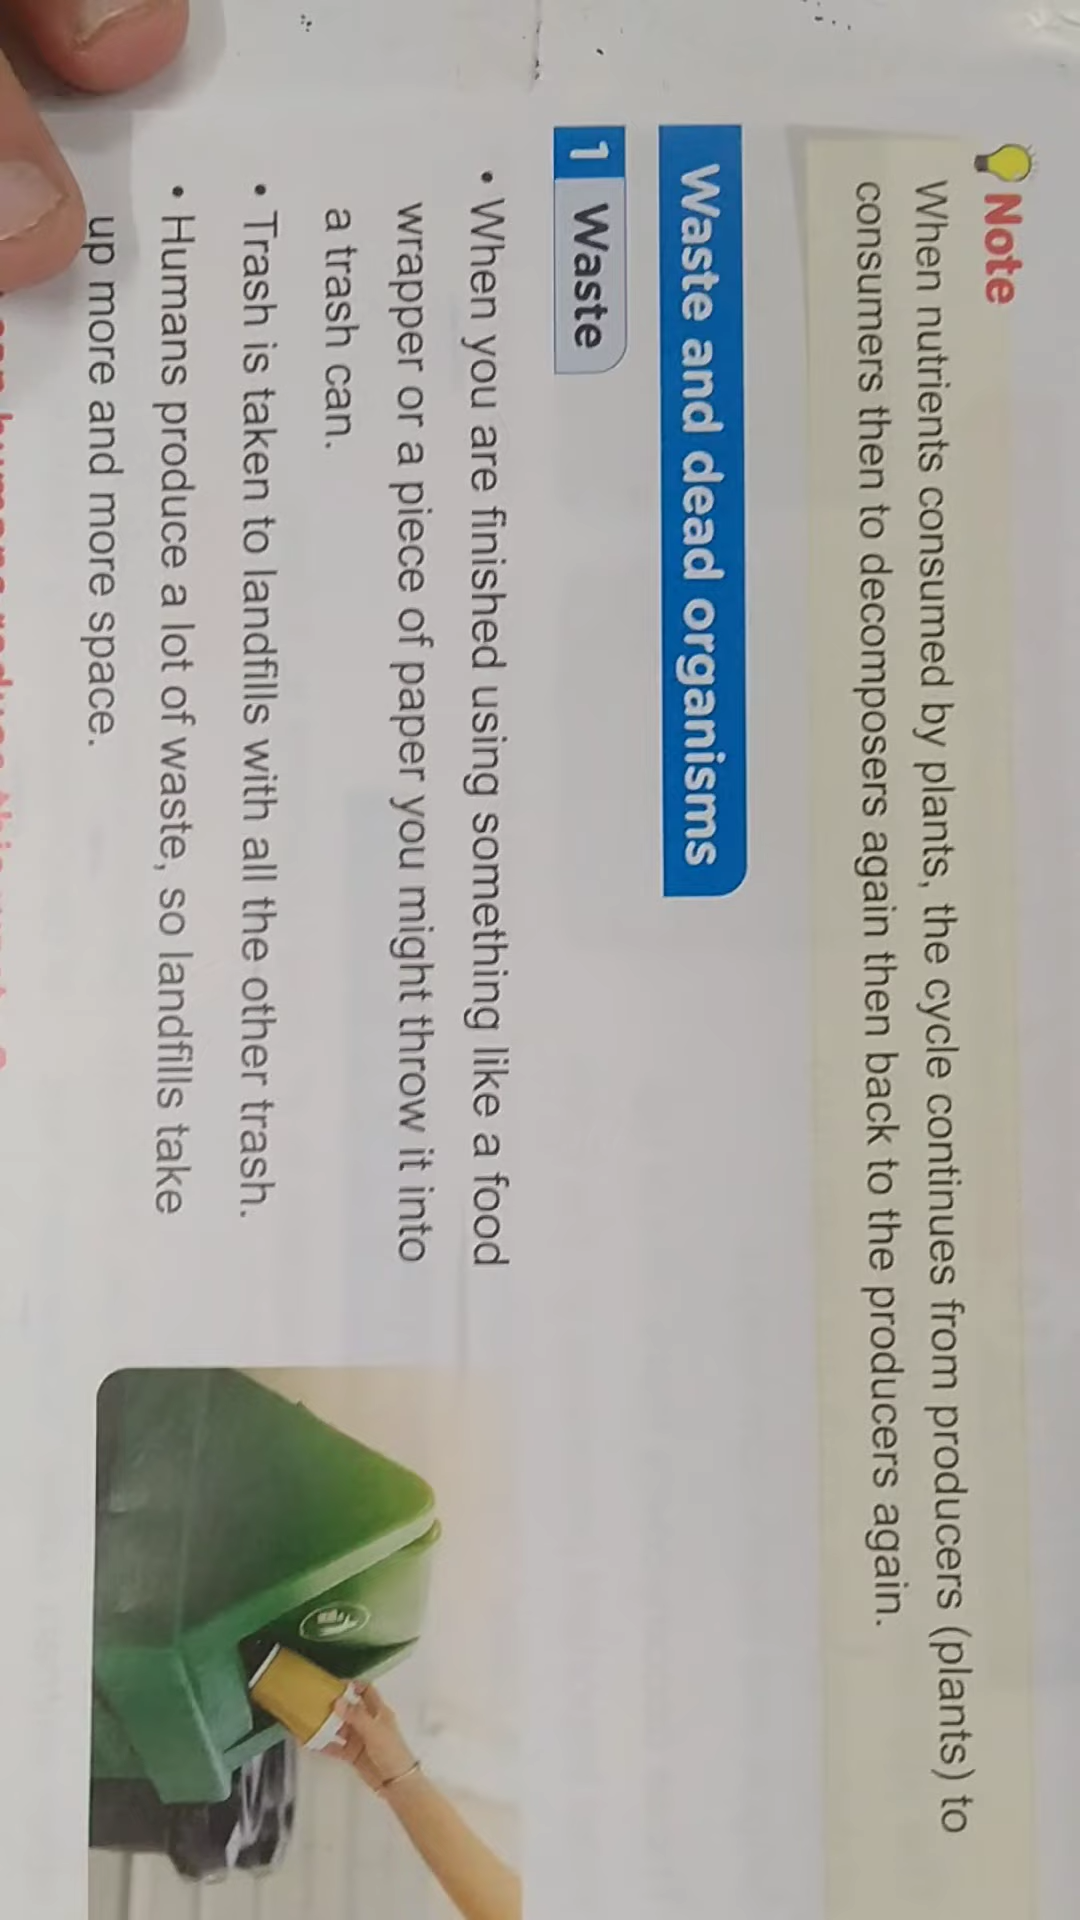 Note
When nutrients consumed by plants, the cycle continues from producers (plants) to
consumers then to decomposers again then back to the producers again.
Waste and dead organisms
1 Waste
• When you are finished using something like a food
wrapper or a piece of paper you might throw it into
a trash can.
• Trash is taken to landfills with all the other trash.
• Humans produce a lot of waste, so landfills take
up more and more space.